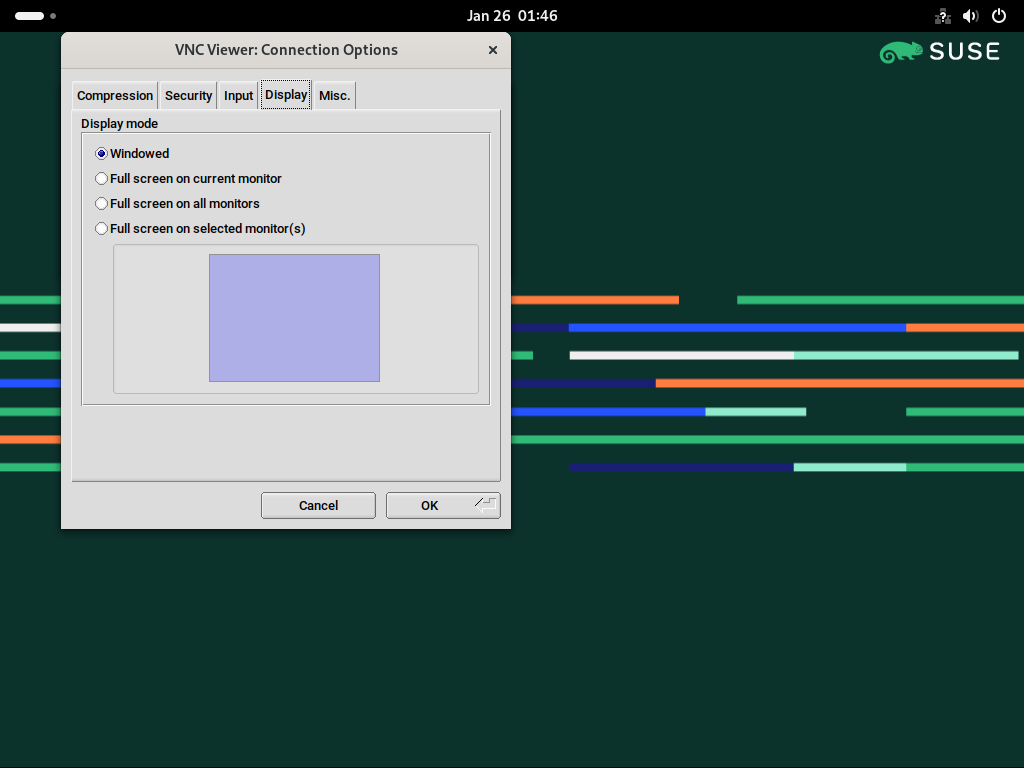 Jan 26 01:46
SUSE
VNC Viewer: Connection Options
Compression Security Input Display Misc.
Display mode
Windowed
Full screen on current monitor
Full screen on all monitors
Full screen on selected monitor(s)
Cancel OK